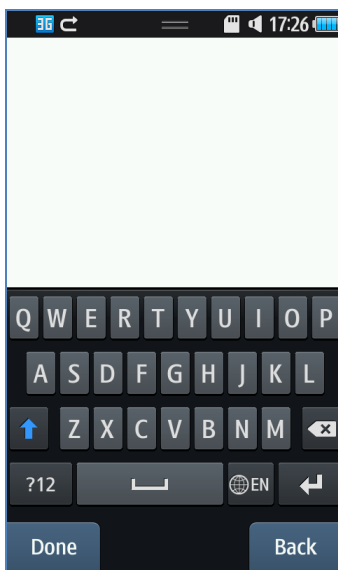 3G 17:26
Q W E R T Y U I O P
A S D F G H J K L
Z X C V B N M
?12 EN
Done Back